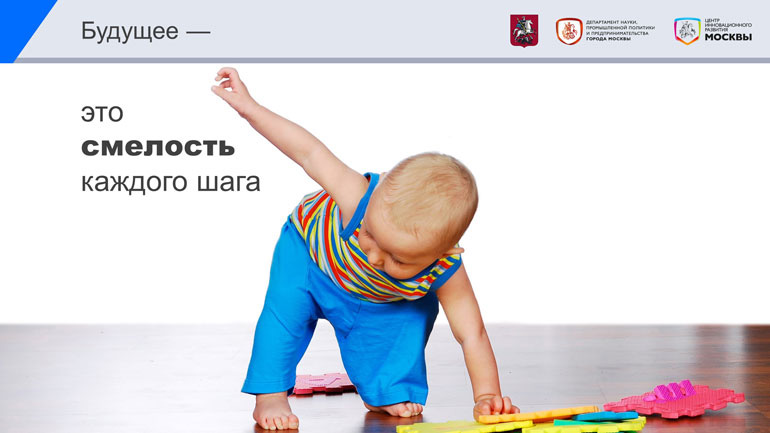 Будущее —
ДЕПАРТАМЕНТ НАУКИ,
ПРОМЫШЛЕННОЙ ПОЛИТИКИ
И ПРЕДПРИНИМАТЕЛЬСТВА
ГОРОДА МОСКВЫ
ЦЕНТР
ИННОВАЦИОННОГО
РАЗВИТИЯ
МОСКВЫ
это
смелость
каждого шага